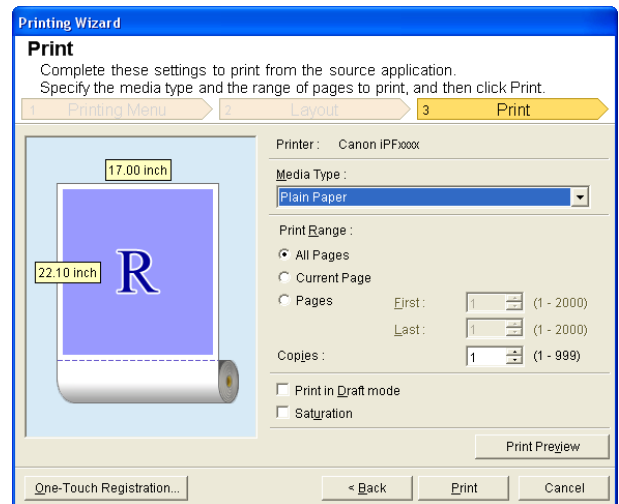 Printing Wizard
Print
Complete these settings to print from the source application.
Specify the media type and the range of pages to print, and then click Print.
1 Printing Menu 2 Layout 3 Print
Printer : Canon iPFxxxx
17.00 inch
Media Type :
Plain Paper
Print Range :
All Pages
22.10 inch
R
Current Page
Pages First : 1 (1 - 2000)
Last : 1 (1 - 2000)
Copies : 1 (1 - 999)
Print in Draft mode
Saturation
Print Preview
One-Touch Registration... < Back Print Cancel